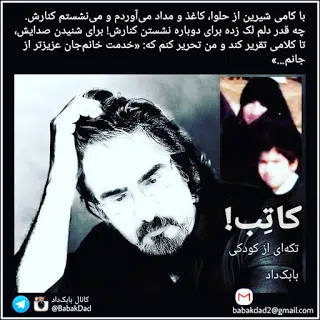 با کامی شیرین از حلوا، کاغذ و مداد می‌آوردم و می‌نشستم کنارش.
چه قدر دلم لک زده برای دوباره نشستن کنارش! برای شنیدن صدایش،
تا کلامی تقریر کند و من تحریر کنم که: «خدمت خانم‌جان عزیزتر از
جانم...»
کاتِب!
تکه‌ای از کودکی
بابک‌داد
کانال بابک‌داد
@BabakDad
babakdad2@gmail.com